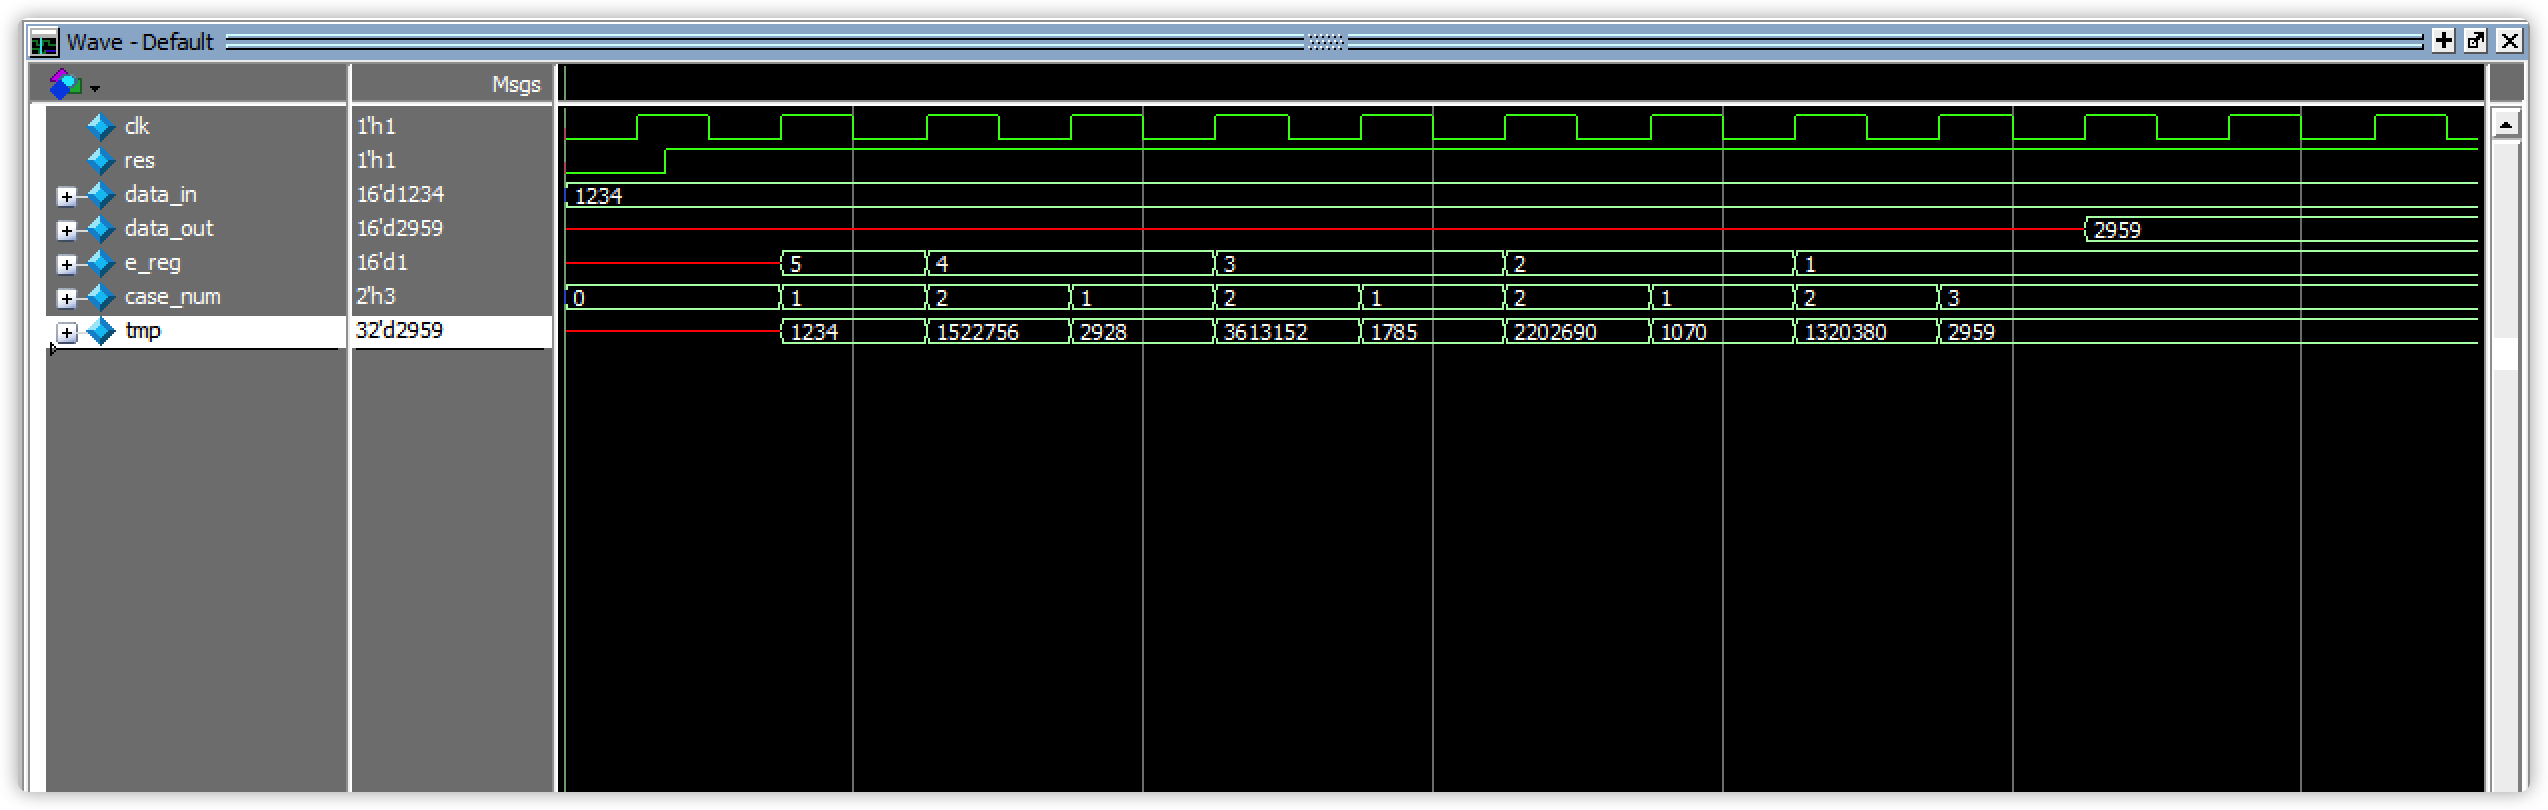 Wave - Default
Msgs
clk 1'h1
res 1'h1
data_in 16'd1234 1234
data_out 16'd2959 2959
e_reg 16'd1 5 4 3 2 1
case_num 2'h3 0 1 2 1 2 1 2 1 2 3
tmp 32'd2959 1234 1522756 2928 3613152 1785 2202690 1070 1320380 2959